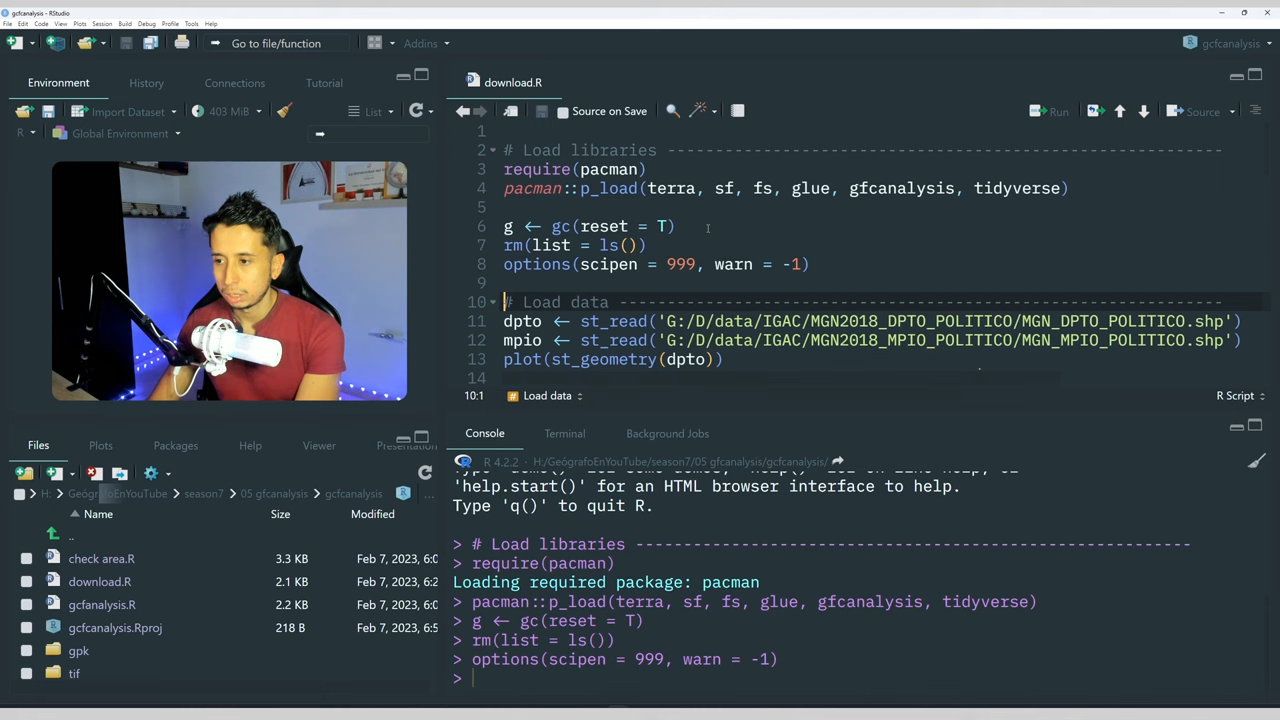 gcfcanalysis - RStudio
File Edit Code View Plots Session Build Debug Profile Tools Help
Go to file/function
Addins
gcfcanalysis
Environment History Connections Tutorial
Import Dataset 403 MiB List
R Global Environment
download.R
Source on Save Run Source
1
2 # Load libraries ----------------------------------------------------------
3 require(pacman)
4 pacman::p_load(terra, sf, fs, glue, gfcanalysis, tidyverse)
5
6 g <- gc(reset = T)
7 rm(list = ls())
8 options(scipen = 999, warn = -1)
9
10 # Load data ---------------------------------------------------------------
11 dpto <- st_read('G:/D/data/IGAC/MGN2018_DPTO_POLITICO/MGN_DPTO_POLITICO.shp')
12 mpio <- st_read('G:/D/data/IGAC/MGN2018_MPIO_POLITICO/MGN_MPIO_POLITICO.shp')
13 plot(st_geometry(dpto))
14
10:1 # Load data R Script
Files Plots Packages Help Viewer Presentation
H: GeógrafoEnYouTube season7 05 gfcanalysis gcfcanalysis ...
Name Size Modified
..
check area.R 3.3 KB Feb 7, 2023, 6:0
download.R 2.1 KB Feb 7, 2023, 6:2
gcfanalysis.R 2.2 KB Feb 7, 2023, 6:0
gcfcanalysis.Rproj 218 B Feb 7, 2023, 6:5
gpk
tif
Console Terminal Background Jobs
R 4.2.2 · H:/GeógrafoEnYouTube/season7/05 gfcanalysis/gcfcanalysis/
'help.start()' for an HTML browser interface to help.
Type 'q()' to quit R.
> # Load libraries ----------------------------------------------------------
> require(pacman)
Loading required package: pacman
> pacman::p_load(terra, sf, fs, glue, gfcanalysis, tidyverse)
> g <- gc(reset = T)
> rm(list = ls())
> options(scipen = 999, warn = -1)
>